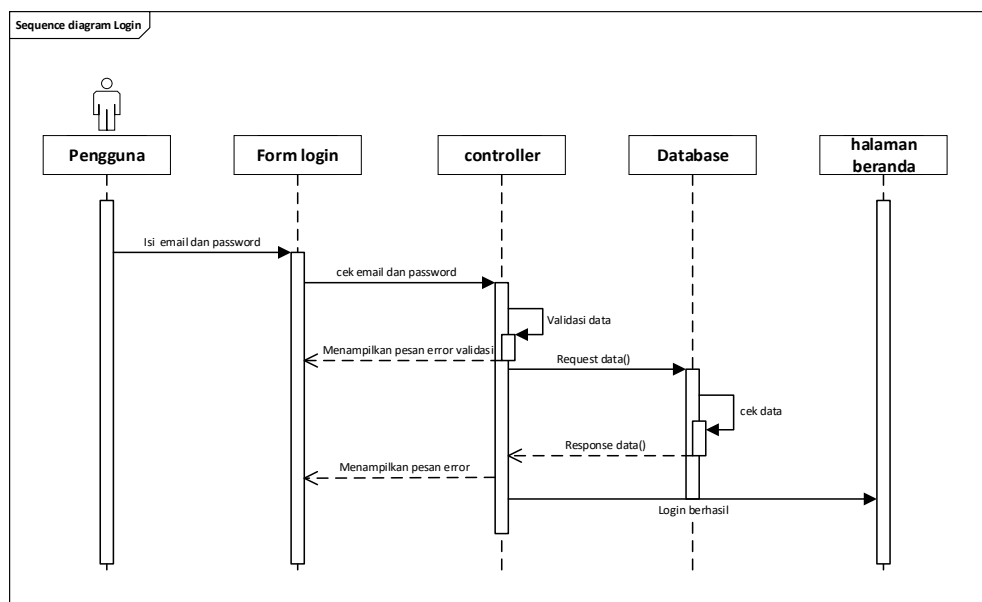 Sequence diagram Login
Pengguna
Form login
controller
Database
halaman
beranda
Isi email dan password
cek email dan password
Validasi data
Menampilkan pesan error validasi
Request data()
cek data
Response data()
Menampilkan pesan error
Login berhasil